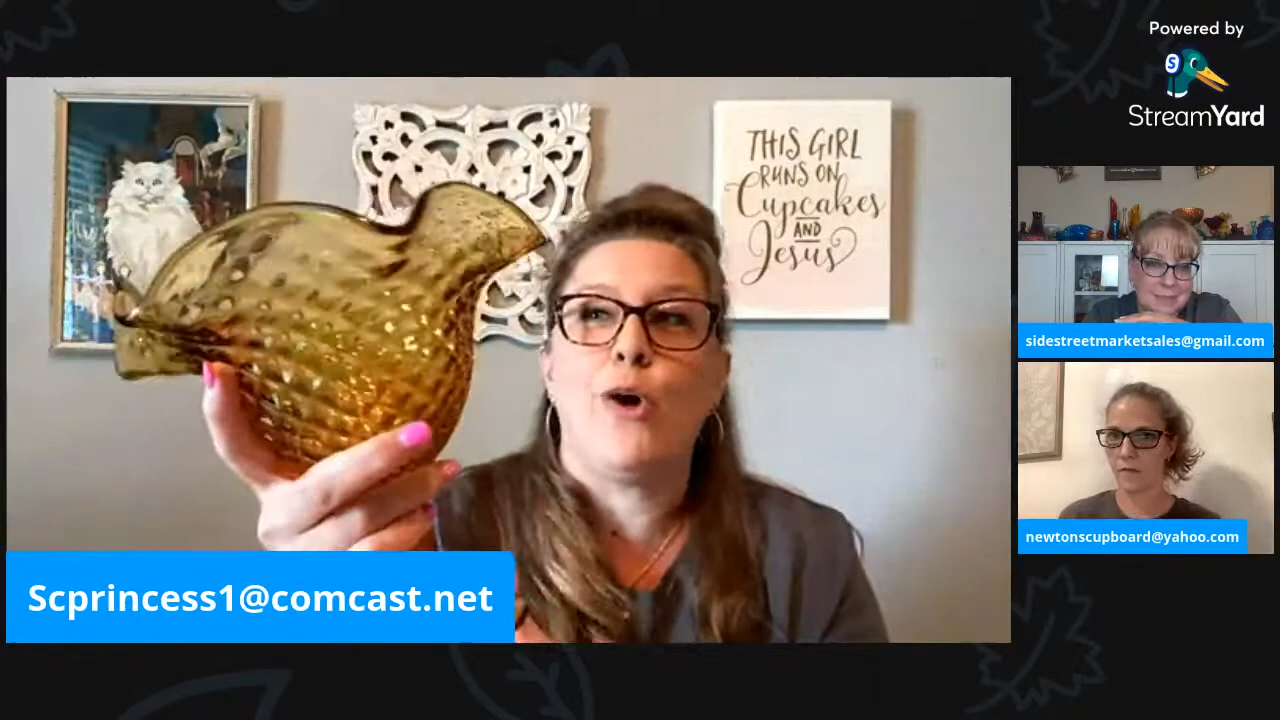 Powered by
StreamYard
THIS GIRL
RUNS ON
Cupcakes
AND
Jesus
Scprincess1@comcast.net
sidestreetmarketsales@gmail.com
newtonscupboard@yahoo.com